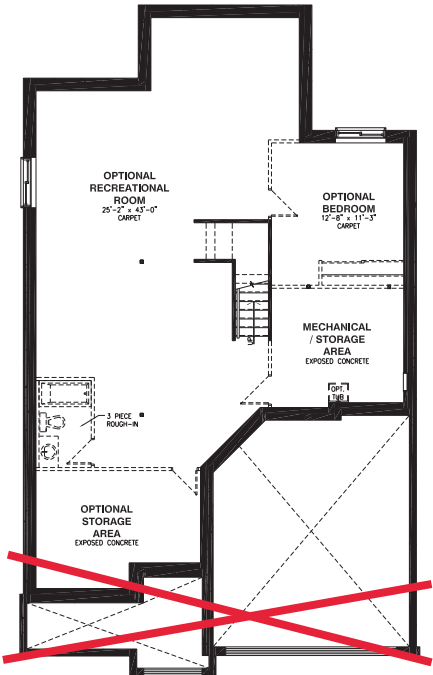 OPTIONAL
RECREATIONAL
ROOM
25'-2" x 43'-0"
CARPET
OPTIONAL
BEDROOM
12'-8" x 11'-3"
CARPET
UP
MECHANICAL
/ STORAGE
AREA
EXPOSED CONCRETE
OPT.
TUB
3 PIECE
ROUGH-IN
OPTIONAL
STORAGE
AREA
EXPOSED CONCRETE